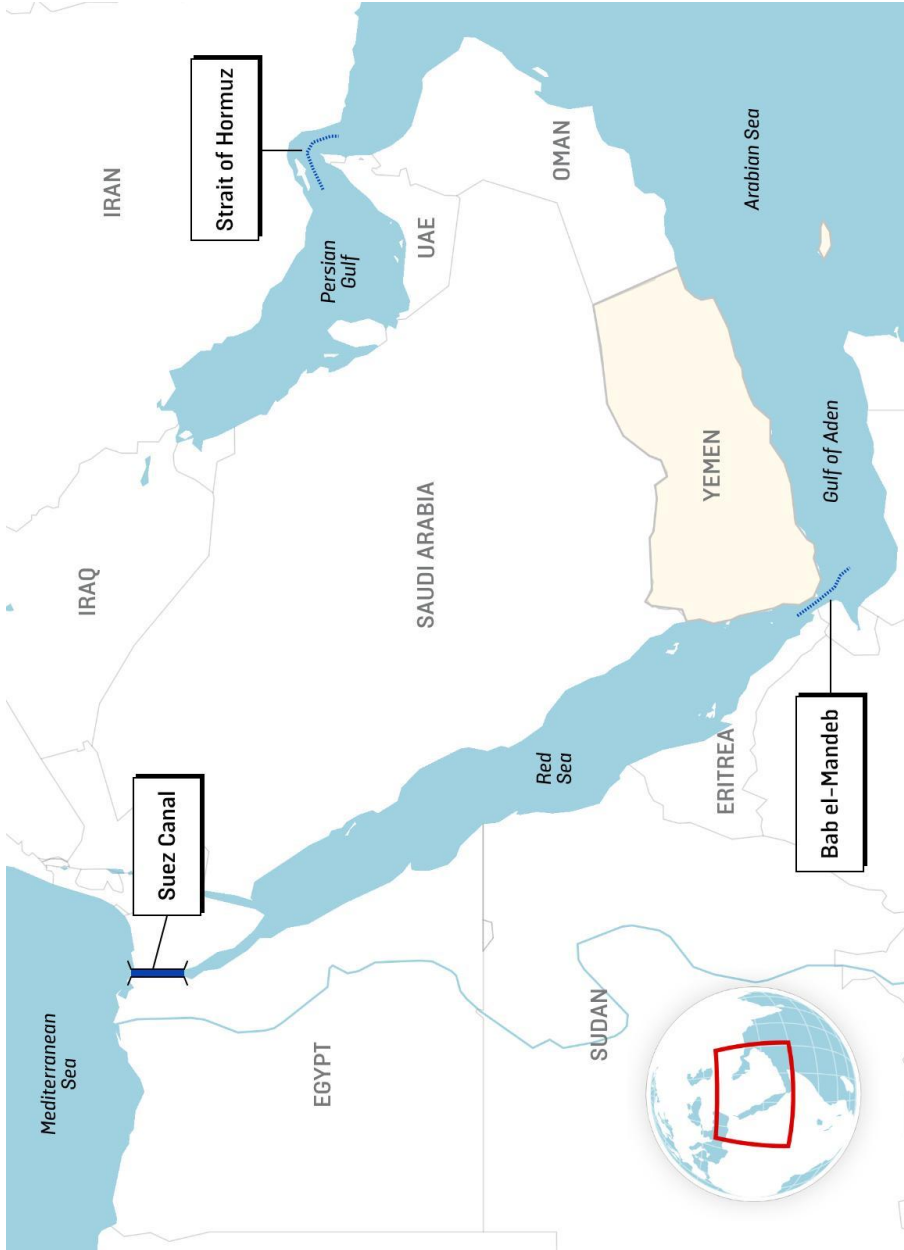 Mediterranean
Sea
Suez Canal
IRAQ
IRAN
Strait of Hormuz
Persian
Gulf
UAE
EGYPT
SAUDI ARABIA
OMAN
Red
Sea
SUDAN
ERITREA
YEMEN
Arabian Sea
Bab el-Mandeb
Gulf of Aden